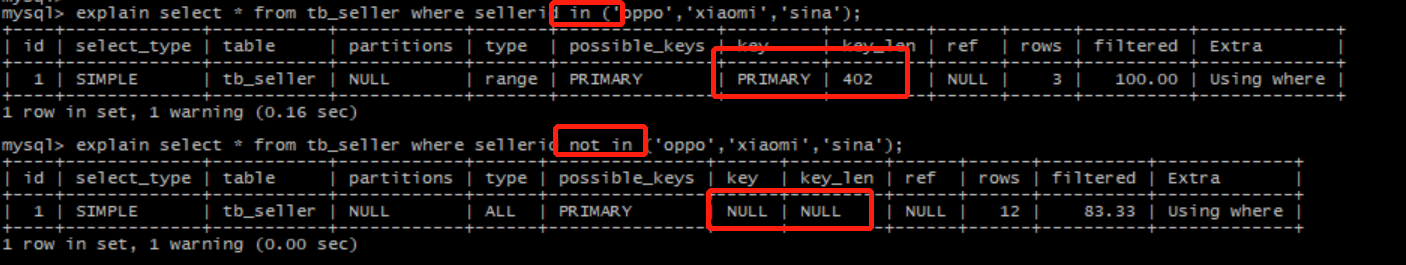 mysql> explain select * from tb_seller where sellerid in ('oppo','xiaomi','sina');
+----+-------------+-----------+------------+-------+---------------+---------+---------+------+------+----------+-------------+
| id | select_type | table | partitions | type | possible_keys | key | key_len | ref | rows | filtered | Extra |
+----+-------------+-----------+------------+-------+---------------+---------+---------+------+------+----------+-------------+
| 1 | SIMPLE | tb_seller | NULL | range | PRIMARY | PRIMARY | 402 | NULL | 3 | 100.00 | Using where |
+----+-------------+-----------+------------+-------+---------------+---------+---------+------+------+----------+-------------+
1 row in set, 1 warning (0.16 sec)
mysql> explain select * from tb_seller where sellerid not in ('oppo','xiaomi','sina');
+----+-------------+-----------+------------+------+---------------+------+---------+------+------+----------+-------------+
| id | select_type | table | partitions | type | possible_keys | key | key_len | ref | rows | filtered | Extra |
+----+-------------+-----------+------------+------+---------------+------+---------+------+------+----------+-------------+
| 1 | SIMPLE | tb_seller | NULL | ALL | PRIMARY | NULL | NULL | NULL | 12 | 83.33 | Using where |
+----+-------------+-----------+------------+------+---------------+------+---------+------+------+----------+-------------+
1 row in set, 1 warning (0.00 sec)